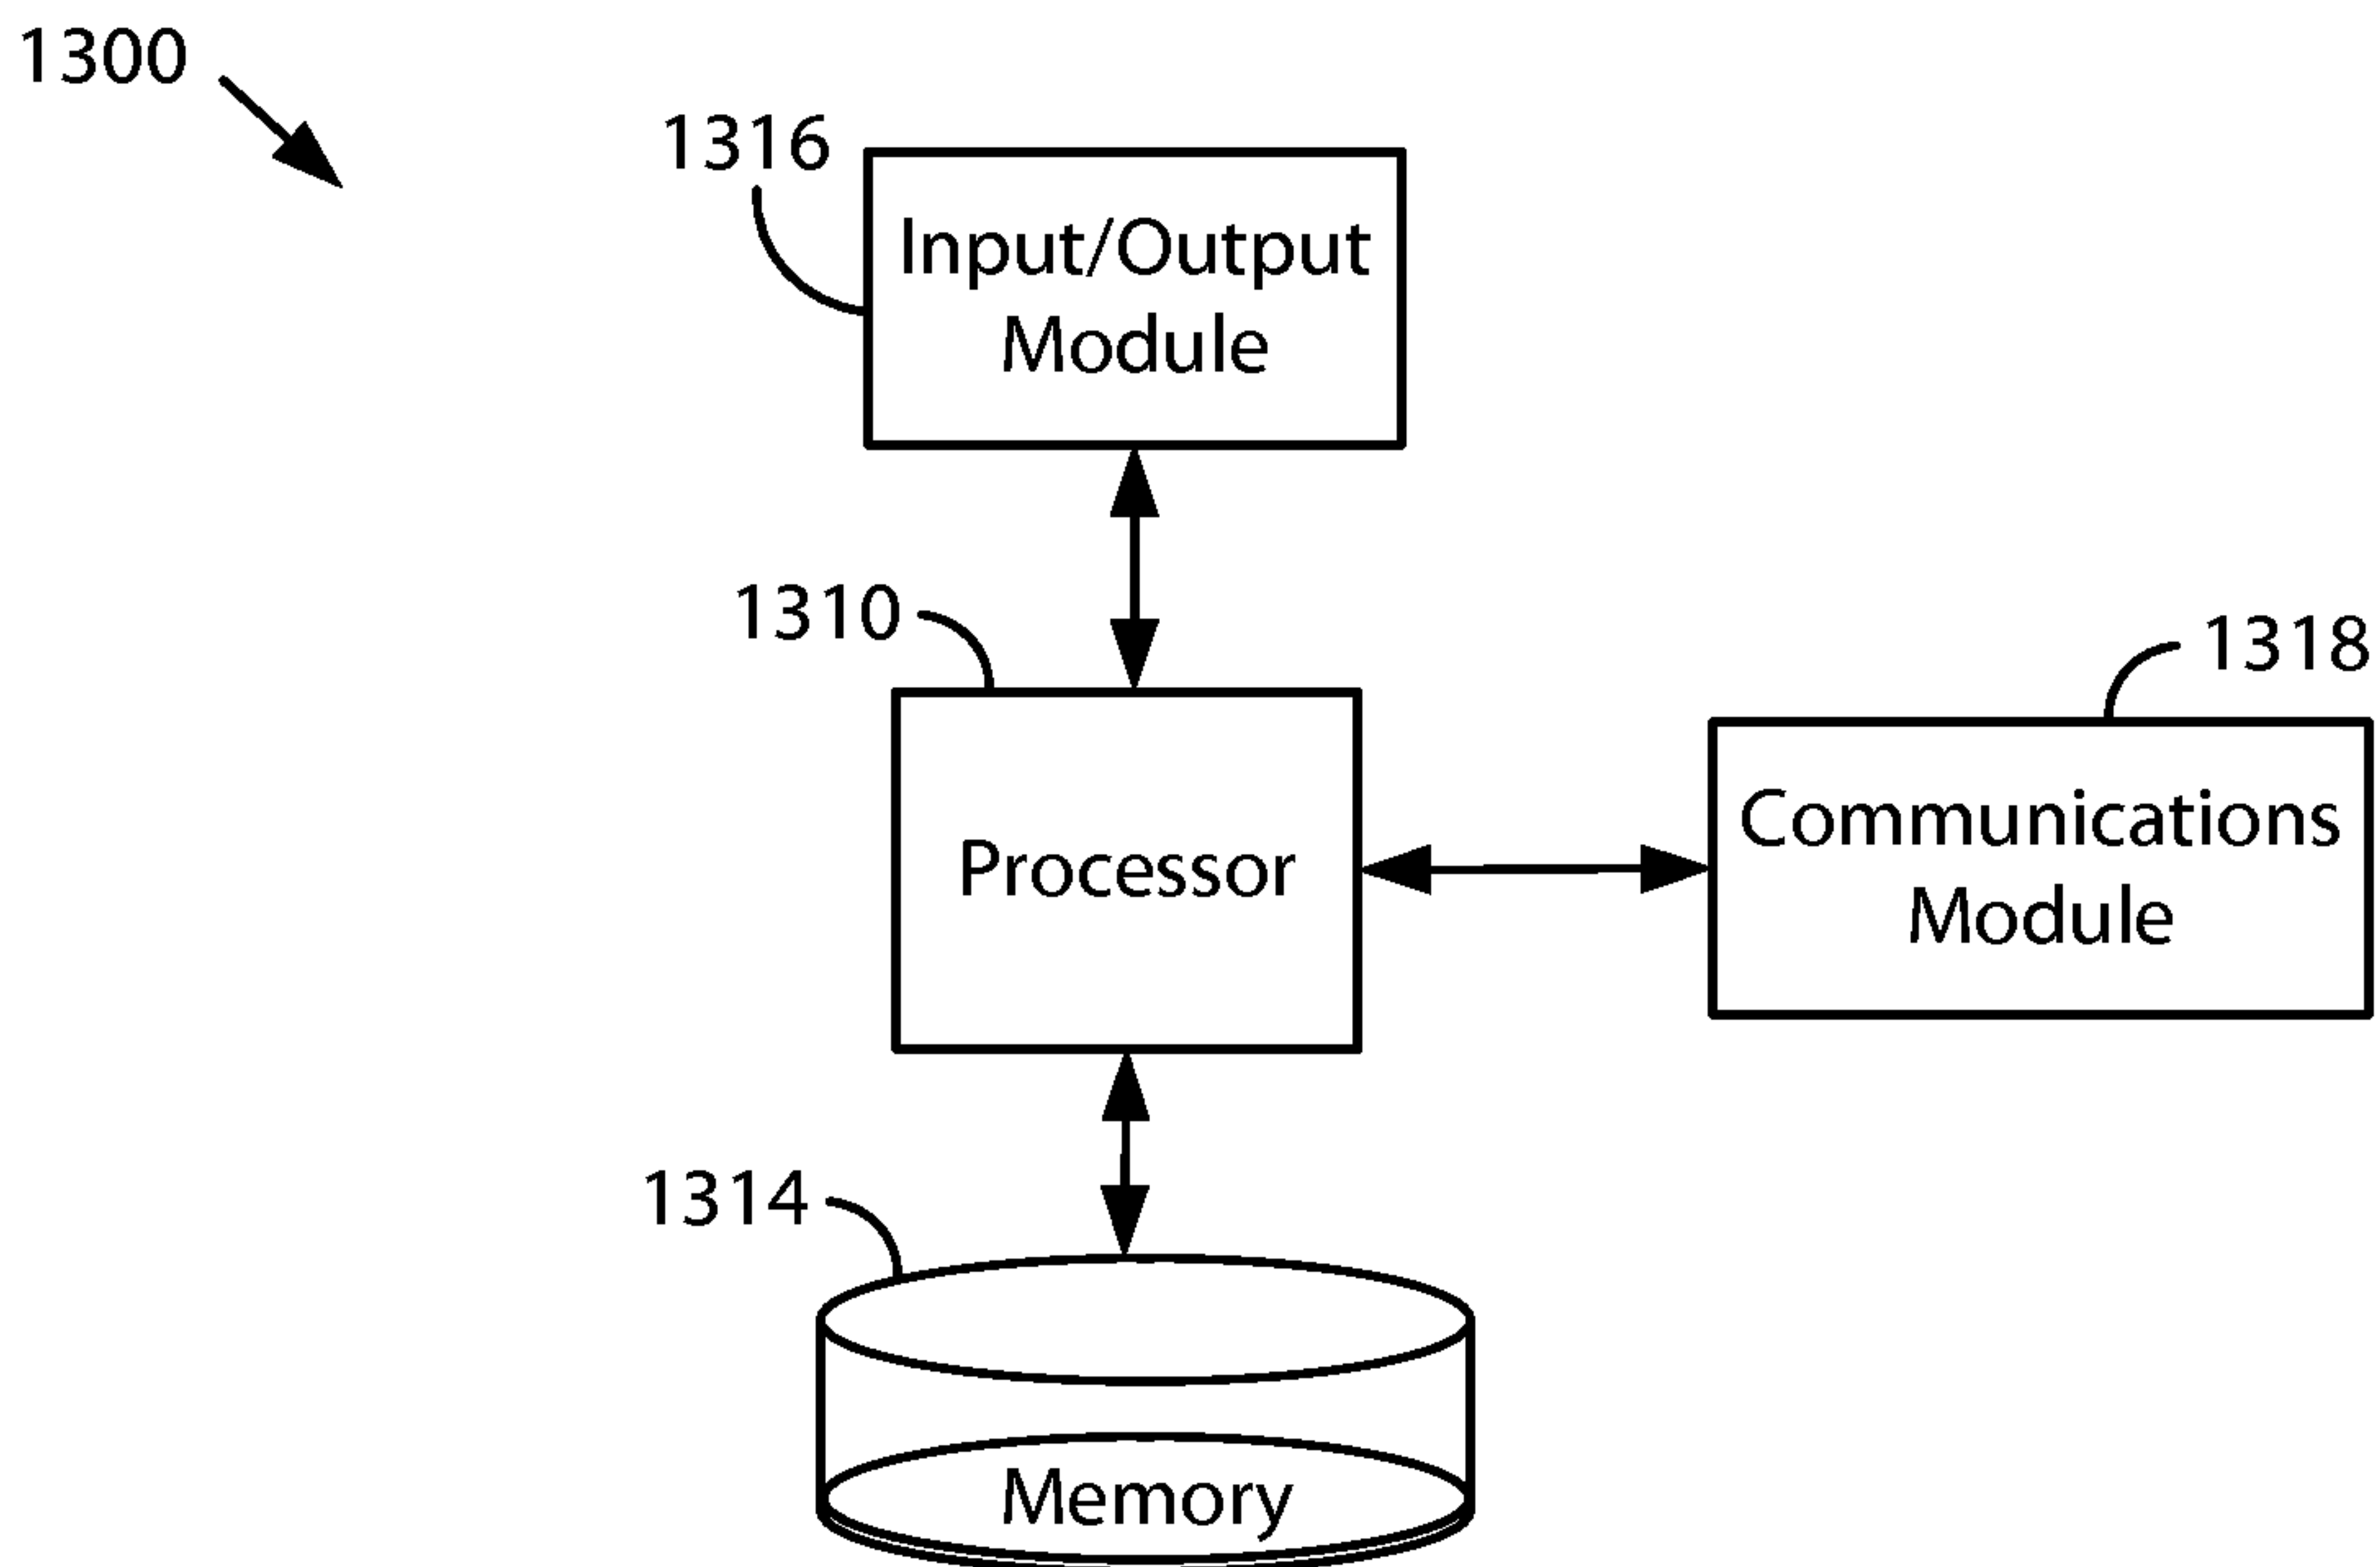 1300
1316
Input/Output
Module
1310
1318
Processor
Communications
Module
1314
Memory